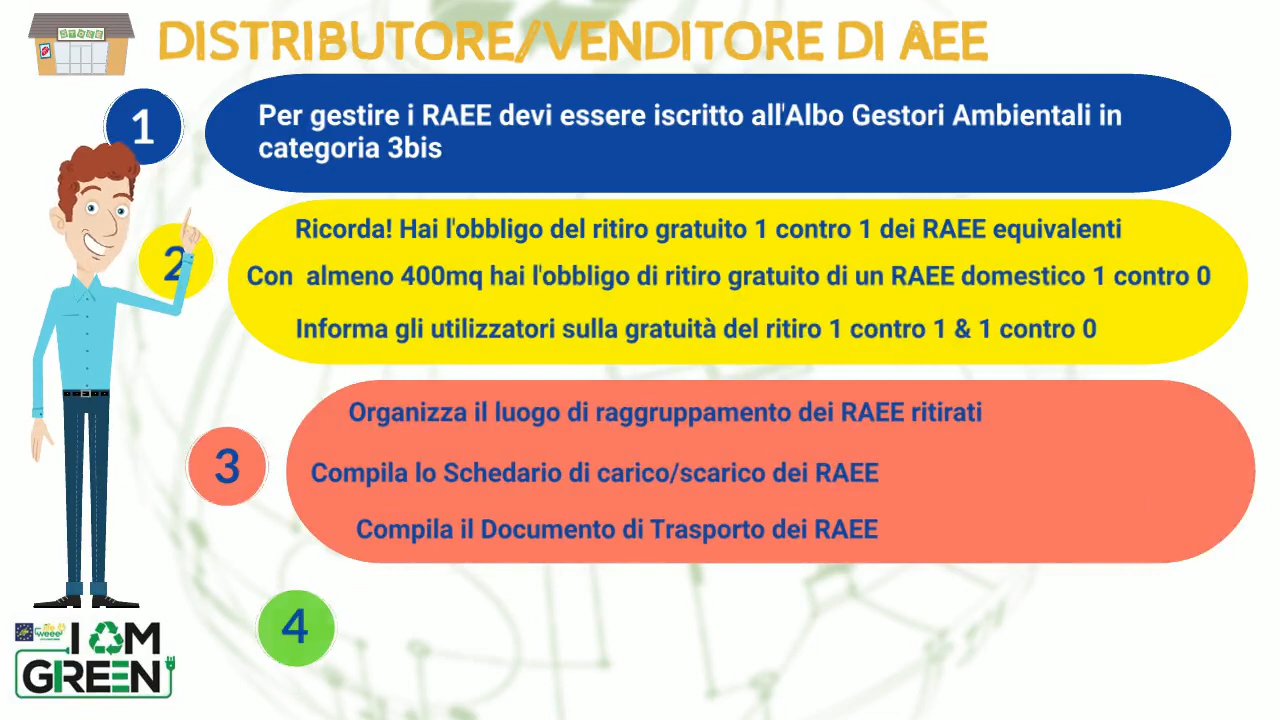 STORE
DISTRIBUTORE/VENDITORE DI AEE
1
Per gestire i RAEE devi essere iscritto all'Albo Gestori Ambientali in
categoria 3bis
2
Ricorda! Hai l'obbligo del ritiro gratuito 1 contro 1 dei RAEE equivalenti
Con almeno 400mq hai l'obbligo di ritiro gratuito di un RAEE domestico 1 contro 0
Informa gli utilizzatori sulla gratuità del ritiro 1 contro 1 & 1 contro 0
3
Organizza il luogo di raggruppamento dei RAEE ritirati
Compila lo Schedario di carico/scarico dei RAEE
Compila il Documento di Trasporto dei RAEE
4
weee
I AM
GREEN